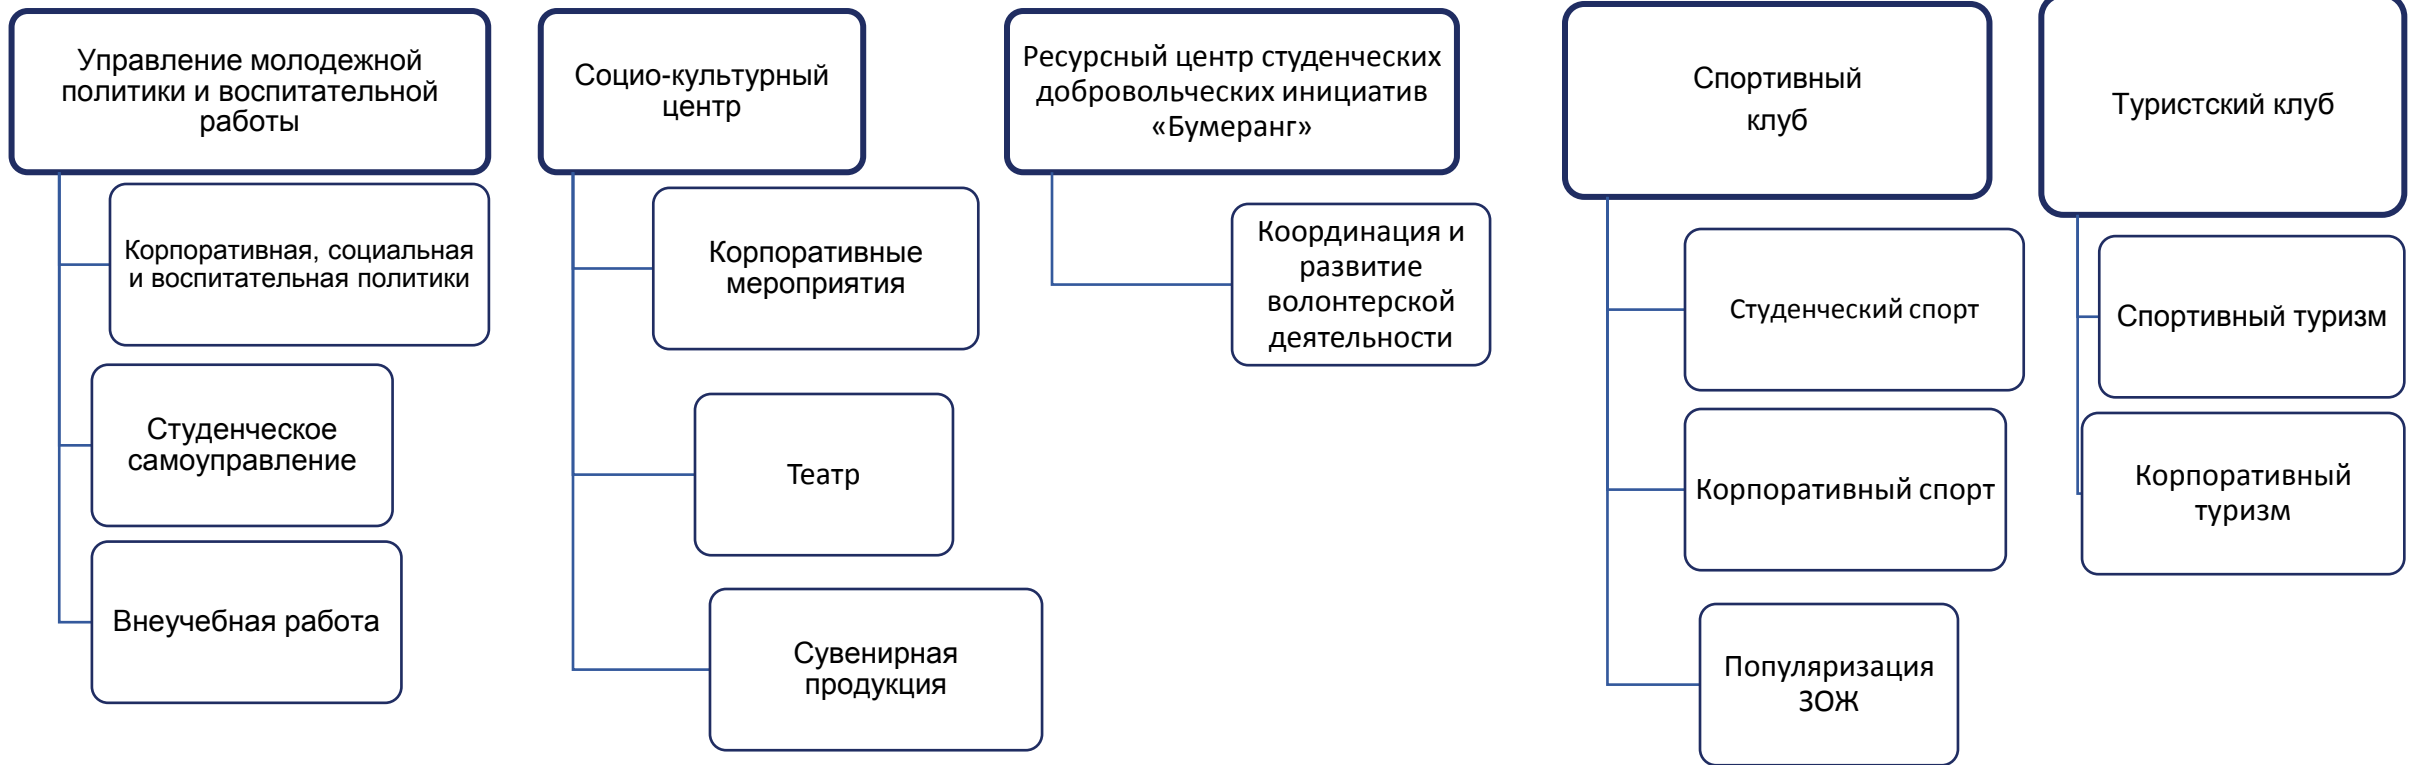 Управление молодежной
политики и воспитательной
работы
Корпоративная, социальная
и воспитательная политики
Студенческое
самоуправление
Внеучебная работа
Социо-культурный
центр
Корпоративные
мероприятия
Театр
Сувенирная
продукция
Ресурсный центр студенческих
добровольческих инициатив
«Бумеранг»
Координация и
развитие
волонтерской
деятельности
Спортивный
клуб
Студенческий спорт
Корпоративный спорт
Популяризация
ЗОЖ
Туристский клуб
Спортивный туризм
Корпоративный
туризм